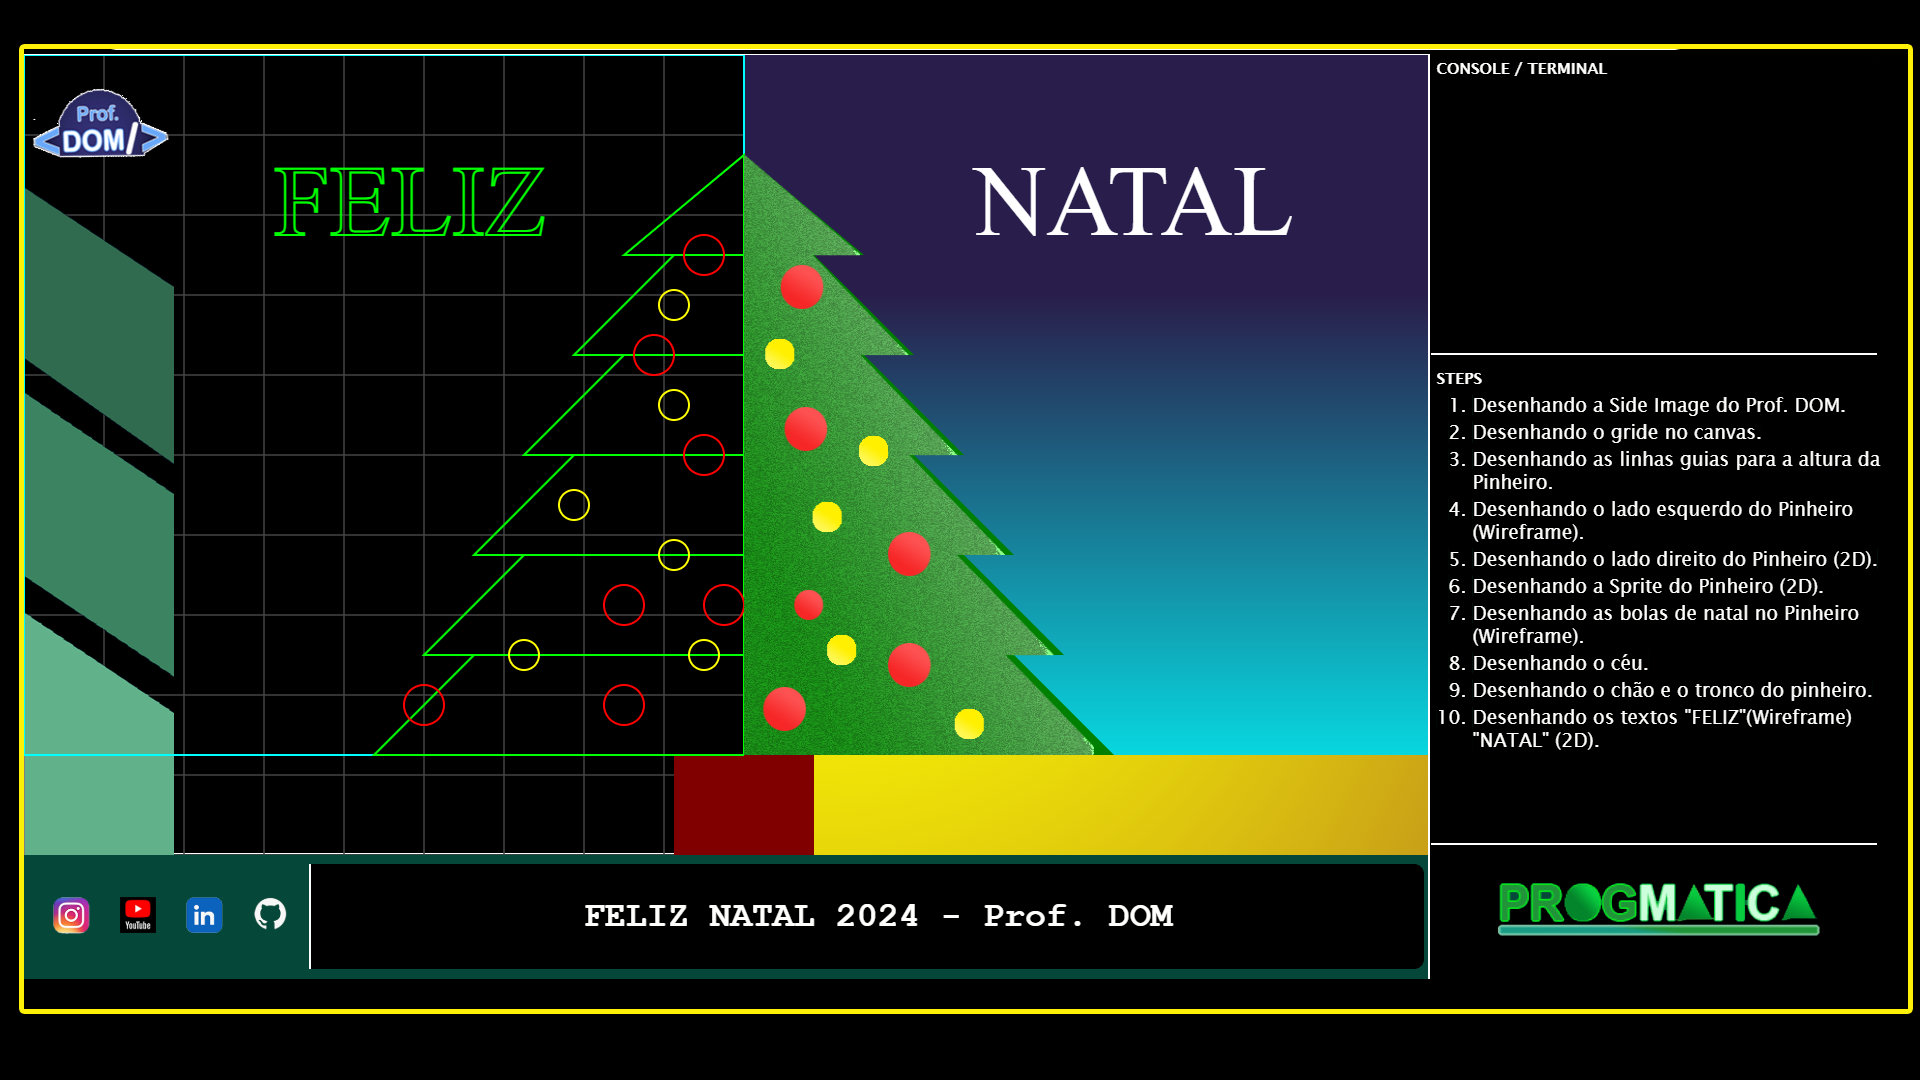 Prof.
<DOM/>
FELIZ
NATAL
CONSOLE / TERMINAL
STEPS
1. Desenhando a Side Image do Prof. DOM.
2. Desenhando o gride no canvas.
3. Desenhando as linhas guias para a altura da
Pinheiro.
4. Desenhando o lado esquerdo do Pinheiro
(Wireframe).
5. Desenhando o lado direito do Pinheiro (2D).
6. Desenhando a Sprite do Pinheiro (2D).
7. Desenhando as bolas de natal no Pinheiro
(Wireframe).
8. Desenhando o céu.
9. Desenhando o chão e o tronco do pinheiro.
10. Desenhando os textos "FELIZ"(Wireframe)
"NATAL" (2D).
YouTube
in
FELIZ NATAL 2024 - Prof. DOM
PROGMATICA